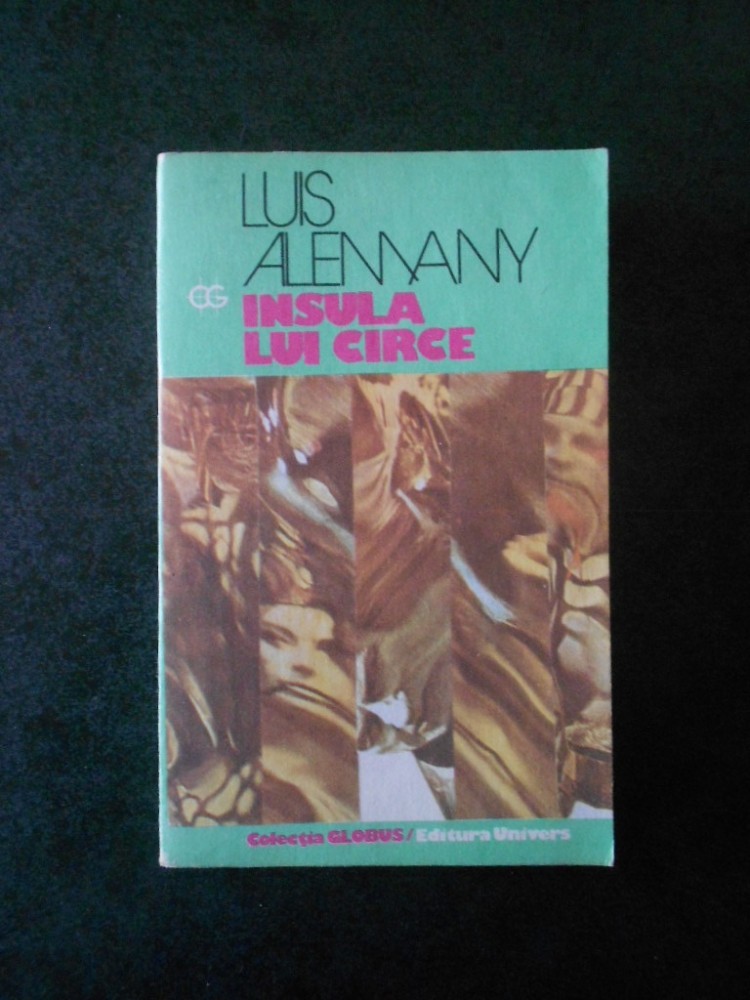 LUIS
ALEMANY
CG
INSULA
LUI CIRCE
Colecția GLOBUS/Editura Univers